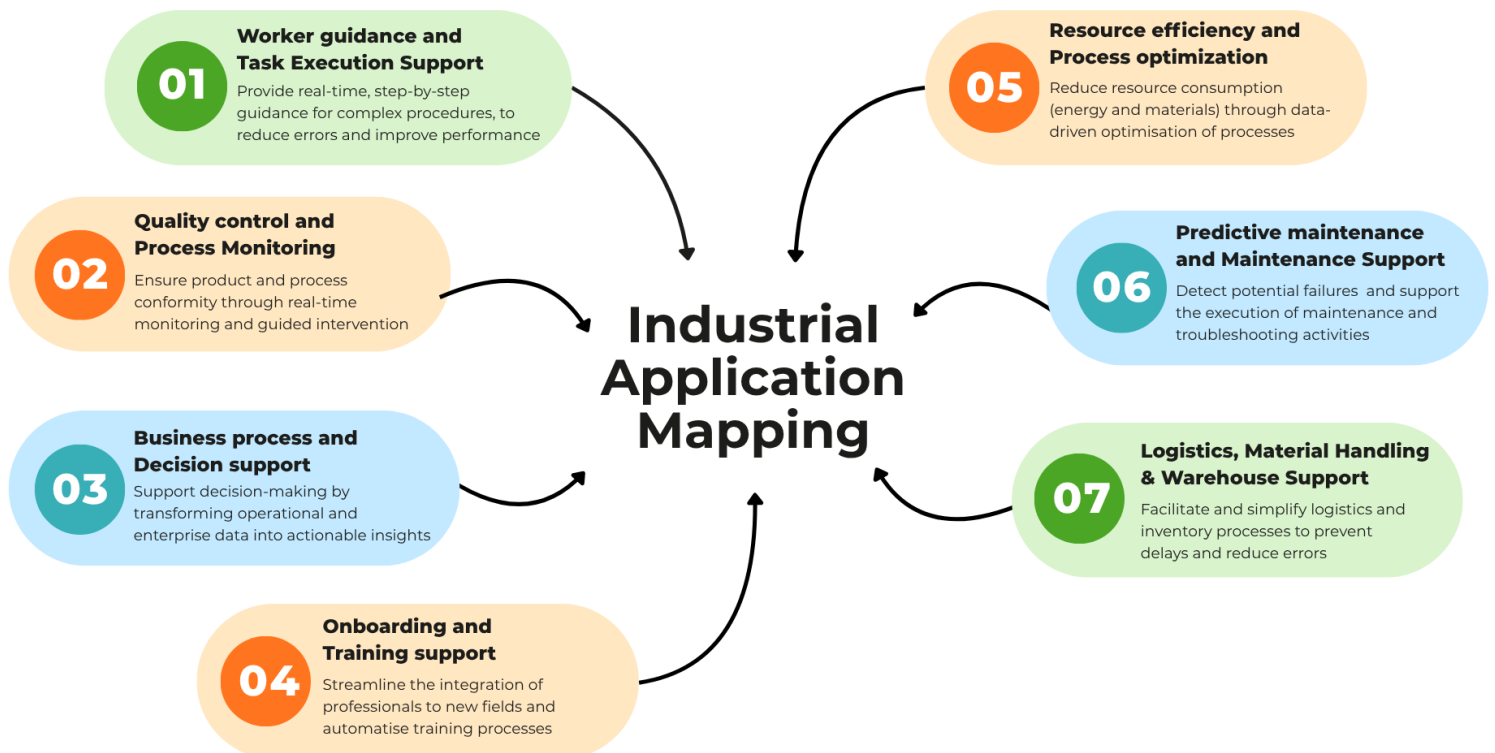 01
Worker guidance and
Task Execution Support
Provide real-time, step-by-step
guidance for complex procedures, to
reduce errors and improve performance
02
Quality control and
Process Monitoring
Ensure product and process
conformity through real-time
monitoring and guided intervention
03
Business process and
Decision support
Support decision-making by
transforming operational and
enterprise data into actionable insights
04
Onboarding and
Training support
Streamline the integration of
professionals to new fields and
automatise training processes
Industrial
Application
Mapping
05
Resource efficiency and
Process optimization
Reduce resource consumption
(energy and materials) through data-
driven optimisation of processes
06
Predictive maintenance
and Maintenance Support
Detect potential failures and support
the execution of maintenance and
troubleshooting activities
07
Logistics, Material Handling
& Warehouse Support
Facilitate and simplify logistics and
inventory processes to prevent
delays and reduce errors